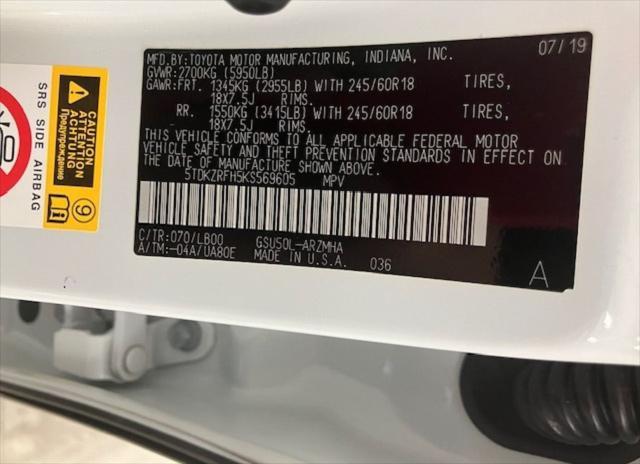 MFD.BY:TOYOTA MOTOR MANUFACTURING, INDIANA, INC. 07/19
GVWR:2700KG (5950LB)
GAWR:FRT. 1345KG (2955LB) WITH 245/60R18 TIRES,
18X7.5J RIMS.
RR. 1550KG (3415LB) WITH 245/60R18 TIRES,
18X7.5J RIMS.
THIS VEHICLE CONFORMS TO ALL APPLICABLE FEDERAL MOTOR
VEHICLE SAFETY AND THEFT PREVENTION STANDARDS IN EFFECT ON
THE DATE OF MANUFACTURE SHOWN ABOVE.
5TDKZRFH5KS569605 MPV
C/TR:070/LB00 GSU50L-ARZMHA
A/TM:-04A/UA80E MADE IN U.S.A. 036 A
SRS SIDE AIRBAG
CAUTION
ATTENTION
ACHTUNG
Предупреждение
9